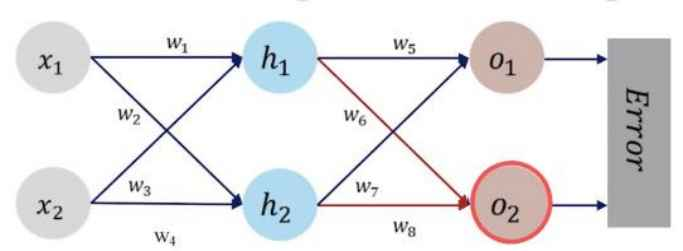 x₁
w₁
h₁
w₅
o₁
w₂
w₆
Error
w₃
w₇
x₂
h₂
o₂
w₄
w₈